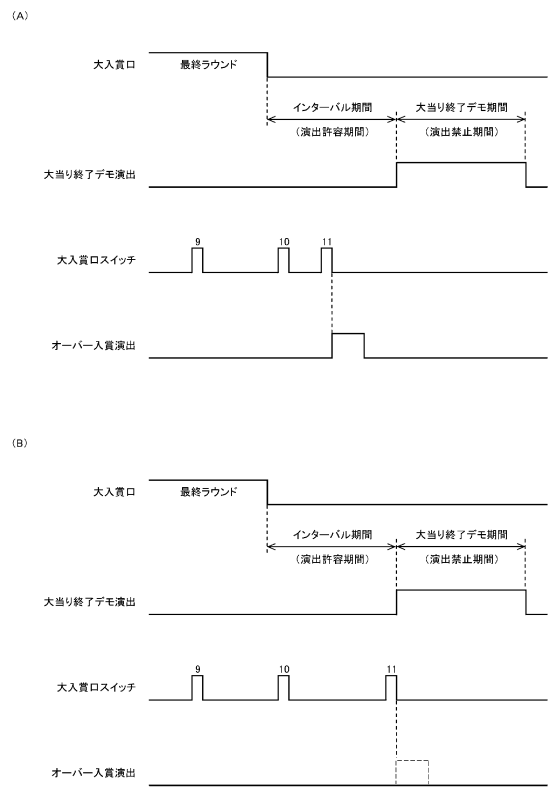 (A)
大入賞口
最終ラウンド
インターバル期間
大当り終了デモ期間
(演出許容期間)
(演出禁止期間)
大当り終了デモ演出
9
10
11
大入賞口スイッチ
オーバー入賞演出
(B)
大入賞口
最終ラウンド
インターバル期間
大当り終了デモ期間
(演出許容期間)
(演出禁止期間)
大当り終了デモ演出
9
10
11
大入賞口スイッチ
オーバー入賞演出